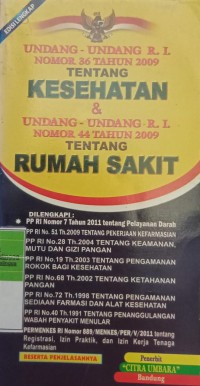 EDISI LENGKAP
UNDANG - UNDANG R. I.
NOMOR 36 TAHUN 2009
TENTANG
KESEHATAN
&
UNDANG - UNDANG R. I.
NOMOR 44 TAHUN 2009
TENTANG
RUMAH SAKIT
DILENGKAPI :
* PP RI Nomor 7 Tahun 2011 tentang Pelayanan Darah
PP RI No. 51 Th.2009 TENTANG PEKERJAAN KEFARMASIAN
PP RI No.28 Th.2004 TENTANG KEAMANAN,
MUTU DAN GIZI PANGAN
PP RI No.19 Th.2003 TENTANG PENGAMANAN
ROKOK BAGI KESEHATAN
PP RI No.68 Th.2002 TENTANG KETAHANAN
PANGAN
PP RI No.72 Th.1998 TENTANG PENGAMANAN
SEDIAAN FARMASI DAN ALAT KESEHATAN
PP RI No.40 Th.1991 TENTANG PENANGGULANGAN
WABAH PENYAKIT MENULAR
PERMENKES RI Nomor 889/MENKES/PER/V/2011 tentang
Registrasi, Izin Praktik, dan Izin Kerja Tenaga
Kefarmasian
BESERTA PENJELASANNYA
Penerbit
"CITRA UMBARA"
Bandung